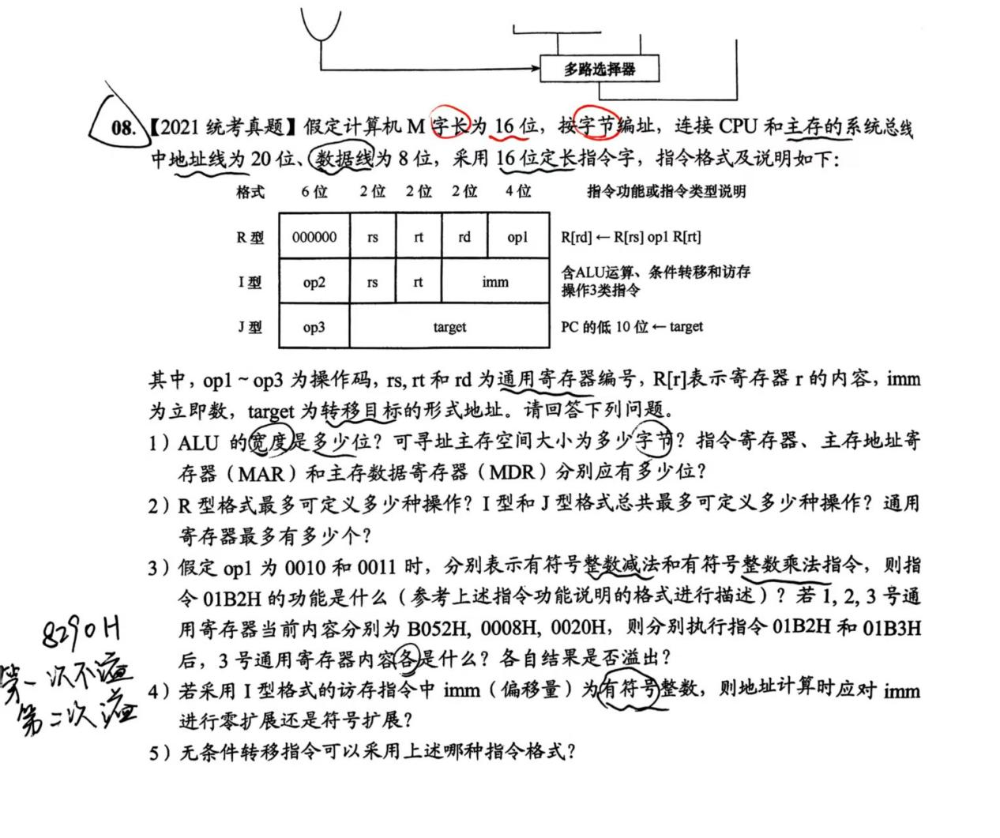 多路选择器
08.【2021 统考真题】假定计算机 M 字长为 16 位，按字节编址，连接 CPU 和主存的系统总线
中地址线为 20 位、数据线为 8 位，采用 16 位定长指令字，指令格式及说明如下：
格式 6 位 2 位 2 位 2 位 4 位 指令功能或指令类型说明
R 型 000000 rs rt rd op1 R[rd] ← R[rs] op1 R[rt]
I 型 op2 rs rt imm 含ALU运算、条件转移和访存
操作3类指令
J 型 op3 target PC 的低 10 位 ← target
其中，op1 ~ op3 为操作码，rs, rt 和 rd 为通用寄存器编号，R[r]表示寄存器 r 的内容，imm
为立即数，target 为转移目标的形式地址。请回答下列问题。
1）ALU 的宽度是多少位？可寻址主存空间大小为多少字节？指令寄存器、主存地址寄
存器（MAR）和主存数据寄存器（MDR）分别应有多少位？
2）R 型格式最多可定义多少种操作？I 型和 J 型格式总共最多可定义多少种操作？通用
寄存器最多有多少个？
3）假定 op1 为 0010 和 0011 时，分别表示有符号整数减法和有符号整数乘法指令，则指
令 01B2H 的功能是什么（参考上述指令功能说明的格式进行描述）？若 1, 2, 3 号通
用寄存器当前内容分别为 B052H, 0008H, 0020H，则分别执行指令 01B2H 和 01B3H
后，3 号通用寄存器内容各是什么？各自结果是否溢出？
4）若采用 I 型格式的访存指令中 imm（偏移量）为有符号整数，则地址计算时应对 imm
进行零扩展还是符号扩展？
5）无条件转移指令可以采用上述哪种指令格式？
8290H
第一次不溢
第二次溢